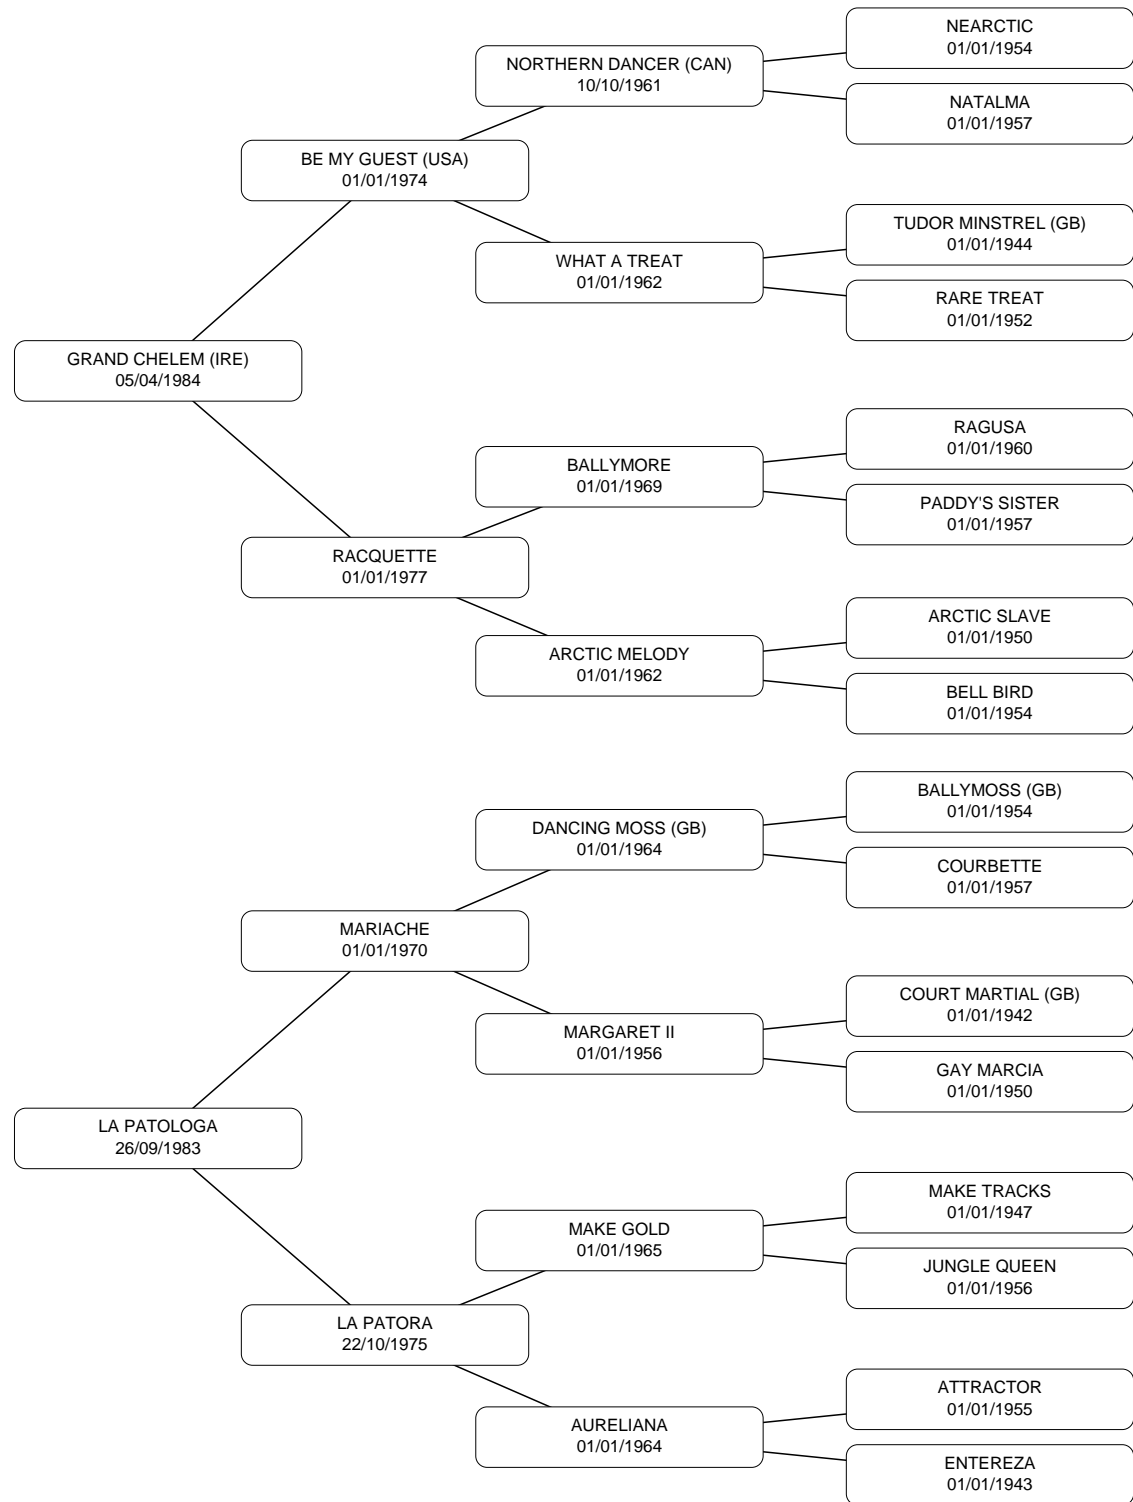 NEARCTIC
01/01/1954
NORTHERN DANCER (CAN)
10/10/1961
NATALMA
01/01/1957
BE MY GUEST (USA)
01/01/1974
TUDOR MINSTREL (GB)
01/01/1944
WHAT A TREAT
01/01/1962
RARE TREAT
01/01/1952
GRAND CHELEM (IRE)
05/04/1984
RAGUSA
01/01/1960
BALLYMORE
01/01/1969
PADDY'S SISTER
01/01/1957
RACQUETTE
01/01/1977
ARCTIC SLAVE
01/01/1950
ARCTIC MELODY
01/01/1962
BELL BIRD
01/01/1954
BALLYMOSS (GB)
01/01/1954
DANCING MOSS (GB)
01/01/1964
COURBETTE
01/01/1957
MARIACHE
01/01/1970
COURT MARTIAL (GB)
01/01/1942
MARGARET II
01/01/1956
GAY MARCIA
01/01/1950
LA PATOLOGA
26/09/1983
MAKE TRACKS
01/01/1947
MAKE GOLD
01/01/1965
JUNGLE QUEEN
01/01/1956
LA PATORA
22/10/1975
ATTRACTOR
01/01/1955
AURELIANA
01/01/1964
ENTEREZA
01/01/1943